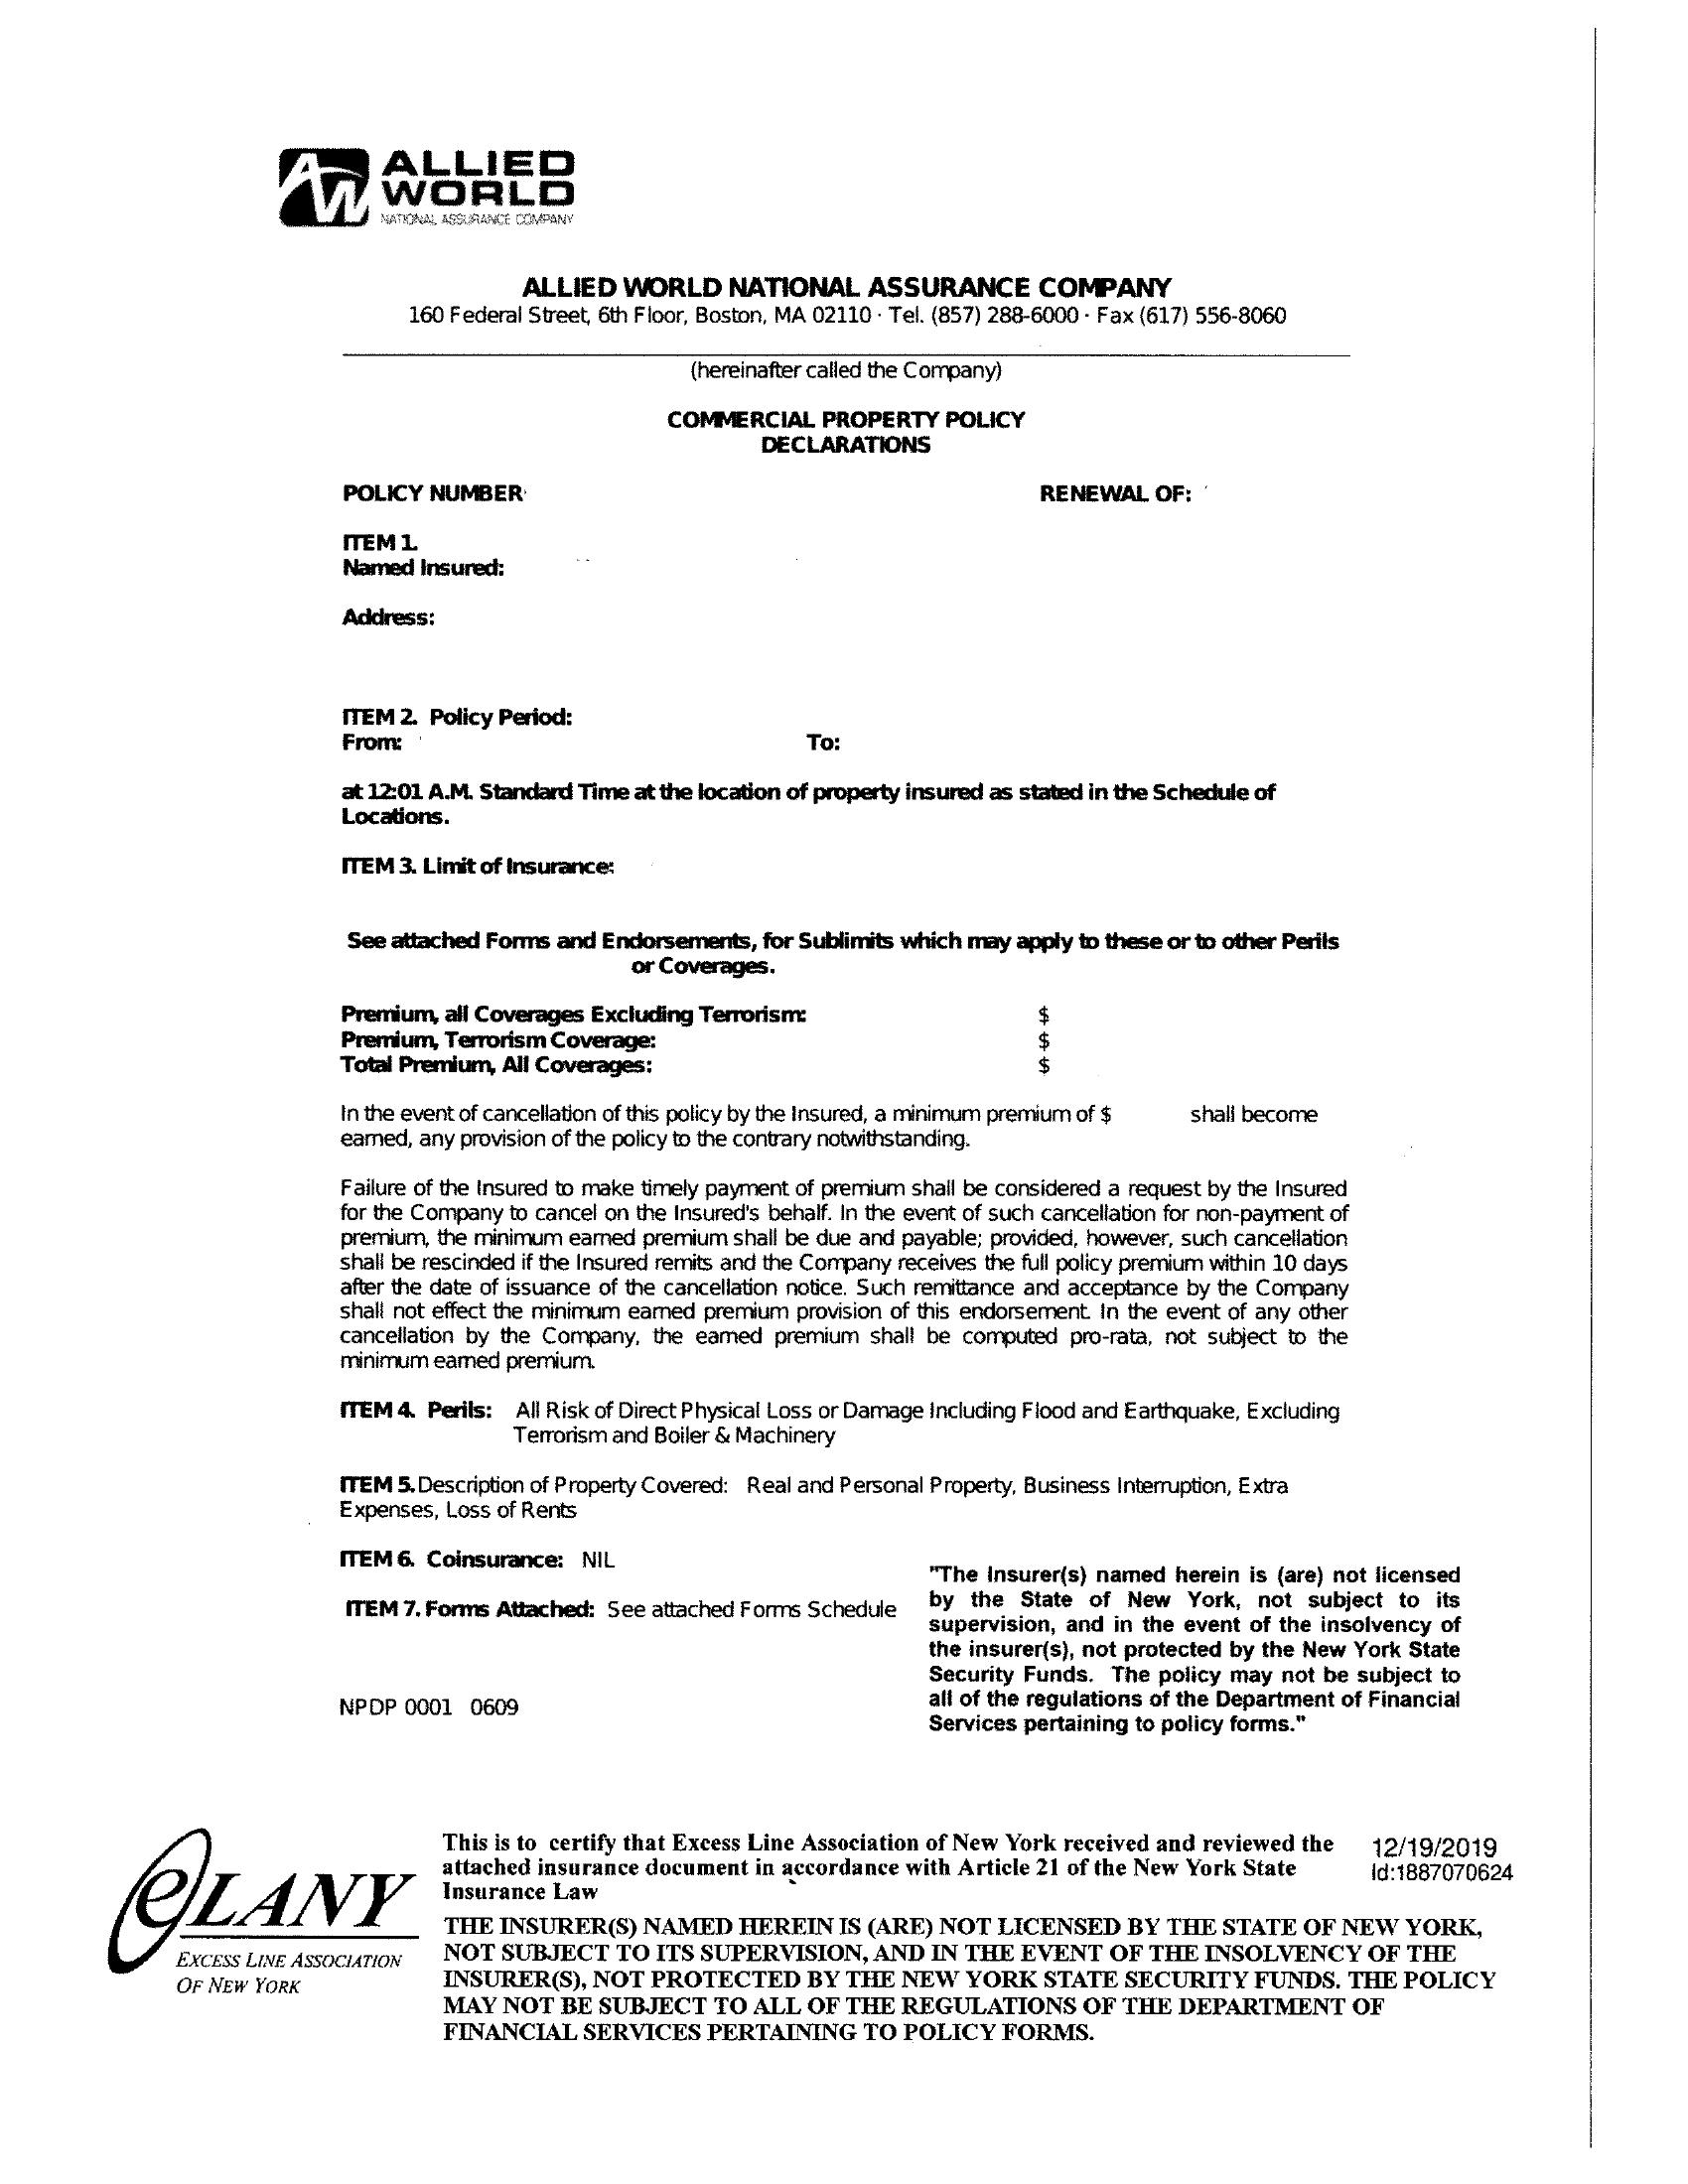 ALLIED
WORLD
NATIONAL ASSURANCE COMPANY
ALLIED WORLD NATIONAL ASSURANCE COMPANY
160 Federal Street, 6th Floor, Boston, MA 02110 · Tel. (857) 288-6000 · Fax (617) 556-8060
(hereinafter called the Company)
COMMERCIAL PROPERTY POLICY
DECLARATIONS
POLICY NUMBER
RENEWAL OF:
ITEM 1.
Named Insured:
Address:
ITEM 2. Policy Period:
From: To:
at 12:01 A.M. Standard Time at the location of property insured as stated in the Schedule of
Locations.
ITEM 3. Limit of Insurance:
See attached Forms and Endorsements, for Sublimits which may apply to these or to other Perils
or Coverages.
Premium, all Coverages Excluding Terrorism: $
Premium, Terrorism Coverage: $
Total Premium, All Coverages: $
In the event of cancellation of this policy by the Insured, a minimum premium of $ shall become
earned, any provision of the policy to the contrary notwithstanding.
Failure of the Insured to make timely payment of premium shall be considered a request by the Insured
for the Company to cancel on the Insured's behalf. In the event of such cancellation for non-payment of
premium, the minimum earned premium shall be due and payable; provided, however, such cancellation
shall be rescinded if the Insured remits and the Company receives the full policy premium within 10 days
after the date of issuance of the cancellation notice. Such remittance and acceptance by the Company
shall not effect the minimum earned premium provision of this endorsement. In the event of any other
cancellation by the Company, the earned premium shall be computed pro-rata, not subject to the
minimum earned premium.
ITEM 4. Perils: All Risk of Direct Physical Loss or Damage Including Flood and Earthquake, Excluding
Terrorism and Boiler & Machinery
ITEM 5. Description of Property Covered: Real and Personal Property, Business Interruption, Extra
Expenses, Loss of Rents
ITEM 6. Coinsurance: NIL
ITEM 7. Forms Attached: See attached Forms Schedule
"The Insurer(s) named herein is (are) not licensed
by the State of New York, not subject to its
supervision, and in the event of the insolvency of
the insurer(s), not protected by the New York State
Security Funds. The policy may not be subject to
all of the regulations of the Department of Financial
Services pertaining to policy forms."
NPDP 0001 0609
eLANY
EXCESS LINE ASSOCIATION
OF NEW YORK
This is to certify that Excess Line Association of New York received and reviewed the
attached insurance document in accordance with Article 21 of the New York State
Insurance Law
12/19/2019
Id:1887070624
THE INSURER(S) NAMED HEREIN IS (ARE) NOT LICENSED BY THE STATE OF NEW YORK,
NOT SUBJECT TO ITS SUPERVISION, AND IN THE EVENT OF THE INSOLVENCY OF THE
INSURER(S), NOT PROTECTED BY THE NEW YORK STATE SECURITY FUNDS. THE POLICY
MAY NOT BE SUBJECT TO ALL OF THE REGULATIONS OF THE DEPARTMENT OF
FINANCIAL SERVICES PERTAINING TO POLICY FORMS.